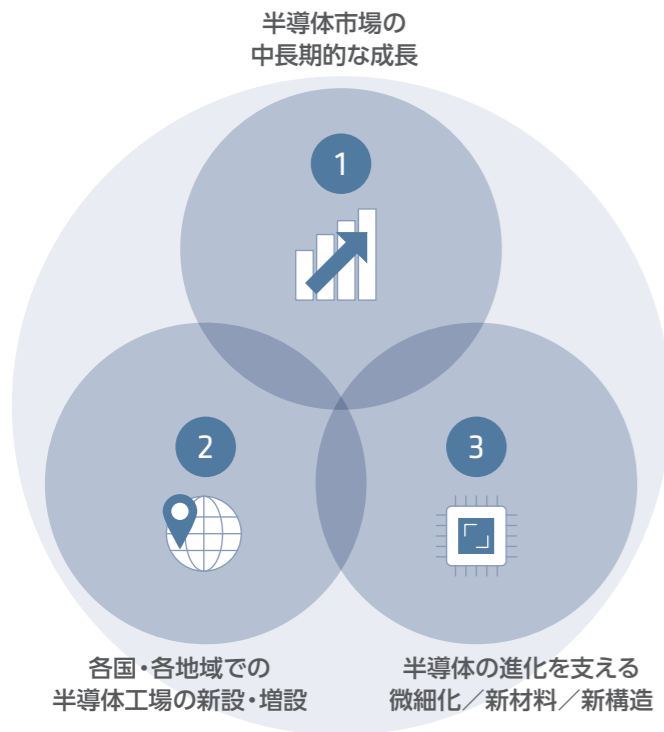 半導体市場の
中長期的な成長
1
2
3
各国・各地域での
半導体工場の新設・増設
半導体の進化を支える
微細化／新材料／新構造